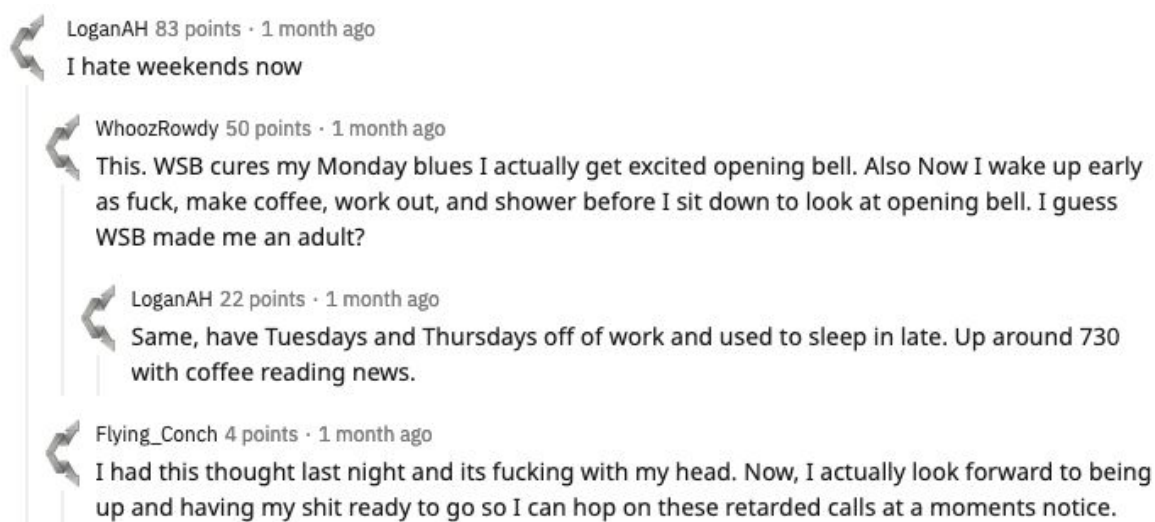 LoganAH 83 points · 1 month ago
I hate weekends now
WhoozRowdy 50 points · 1 month ago
This. WSB cures my Monday blues I actually get excited opening bell. Also Now I wake up early
as fuck, make coffee, work out, and shower before I sit down to look at opening bell. I guess
WSB made me an adult?
LoganAH 22 points · 1 month ago
Same, have Tuesdays and Thursdays off of work and used to sleep in late. Up around 730
with coffee reading news.
Flying_Conch 4 points · 1 month ago
I had this thought last night and its fucking with my head. Now, I actually look forward to being
up and having my shit ready to go so I can hop on these retarded calls at a moments notice.